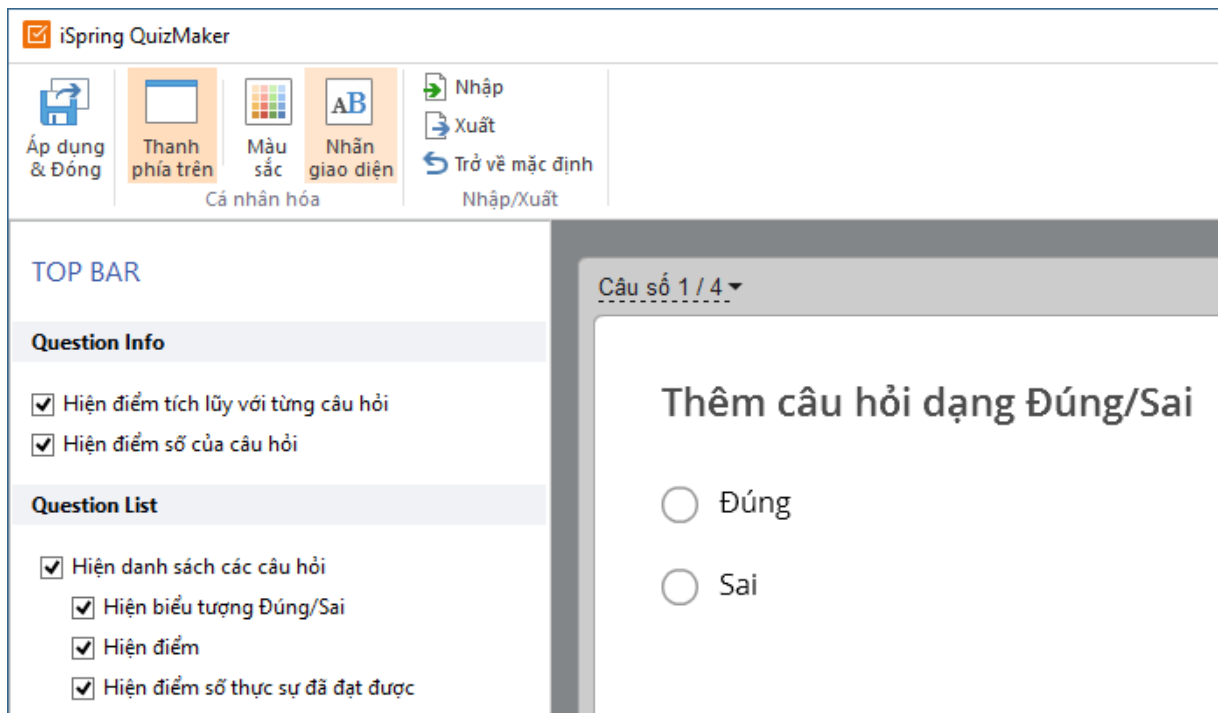 iSpring QuizMaker
Áp dụng
& Đóng
Thanh
phía trên
Màu
sắc
AB
Nhãn
giao diện
Cá nhân hóa
Nhập
Xuất
Trở về mặc định
Nhập/Xuất
TOP BAR
Question Info
Hiện điểm tích lũy với từng câu hỏi
Hiện điểm số của câu hỏi
Question List
Hiện danh sách các câu hỏi
Hiện biểu tượng Đúng/Sai
Hiện điểm
Hiện điểm số thực sự đã đạt được
Câu số 1 / 4
Thêm câu hỏi dạng Đúng/Sai
Đúng
Sai